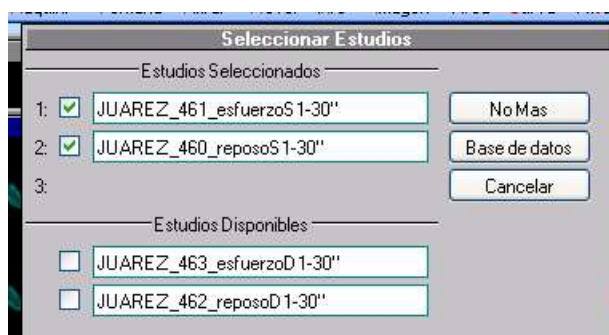 Seleccionar Estudios
Estudios Seleccionados
1: JUAREZ_461_esfuerzoS1-30''
No Mas
2: JUAREZ_460_reposoS1-30''
Base de datos
3:
Cancelar
Estudios Disponibles
JUAREZ_463_esfuerzoD1-30''
JUAREZ_462_reposoD1-30''